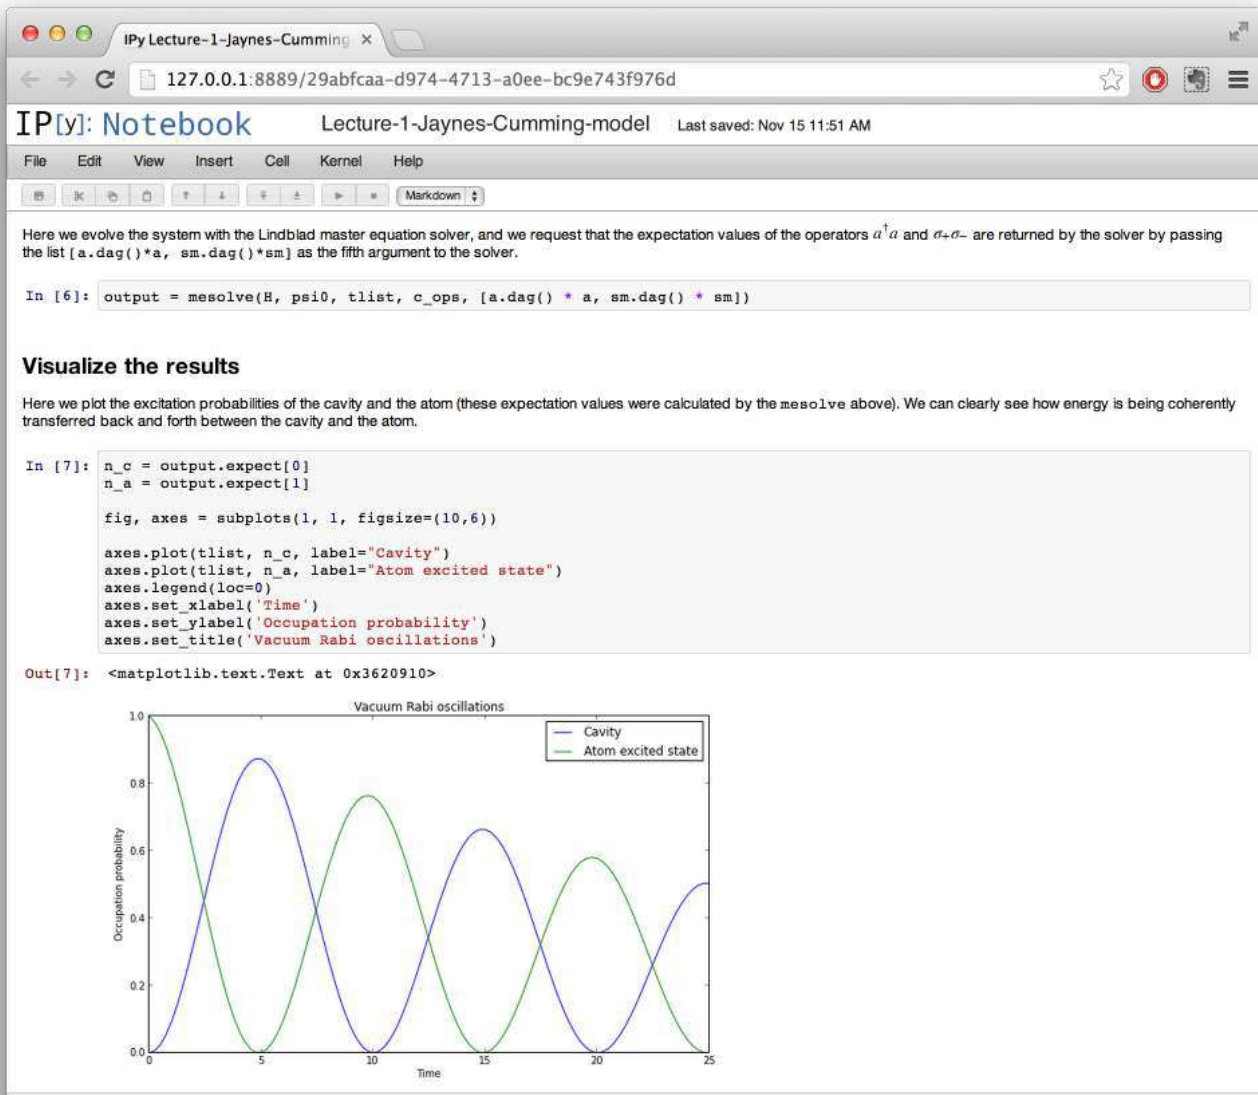 IPy Lecture-1-Jaynes-Cumming
127.0.0.1:8889/29abfcaa-d974-4713-a0ee-bc9e743f976d
IP[y]: Notebook Lecture-1-Jaynes-Cumming-model Last saved: Nov 15 11:51 AM
File Edit View Insert Cell Kernel Help
Markdown
Here we evolve the system with the Lindblad master equation solver, and we request that the expectation values of the operators a†a and σ+σ− are returned by the solver by passing
the list [a.dag()*a, sm.dag()*sm] as the fifth argument to the solver.
In [6]: output = mesolve(H, psi0, tlist, c_ops, [a.dag() * a, sm.dag() * sm])
Visualize the results
Here we plot the excitation probabilities of the cavity and the atom (these expectation values were calculated by the mesolve above). We can clearly see how energy is being coherently
transferred back and forth between the cavity and the atom.
In [7]: n_c = output.expect[0]
n_a = output.expect[1]
fig, axes = subplots(1, 1, figsize=(10,6))
axes.plot(tlist, n_c, label="Cavity")
axes.plot(tlist, n_a, label="Atom excited state")
axes.legend(loc=0)
axes.set_xlabel('Time')
axes.set_ylabel('Occupation probability')
axes.set_title('Vacuum Rabi oscillations')
Out[7]: <matplotlib.text.Text at 0x3620910>
Vacuum Rabi oscillations
Cavity
Atom excited state
1.0
0.8
0.6
0.4
0.2
0.0
Occupation probability
0 5 10 15 20 25
Time